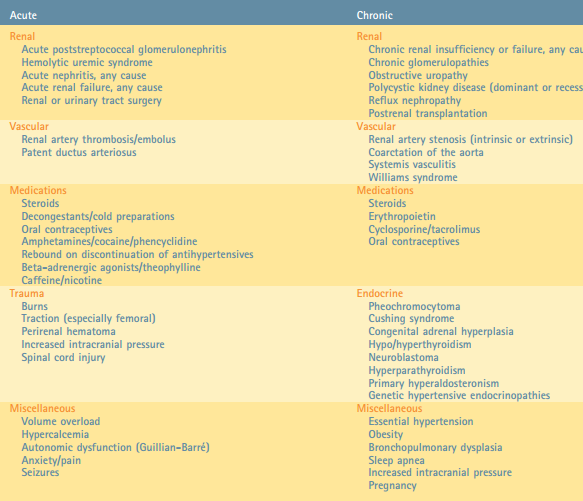 Acute
Renal
Acute poststreptococcal glomerulonephritis
Hemolytic uremic syndrome
Acute nephritis, any cause
Acute renal failure, any cause
Renal or urinary tract surgery
Vascular
Renal artery thrombosis/embolus
Patent ductus arteriosus
Medications
Steroids
Decongestants/cold preparations
Oral contraceptives
Amphetamines/cocaine/phencyclidine
Rebound on discontinuation of antihypertensives
Beta-adrenergic agonists/theophylline
Caffeine/nicotine
Trauma
Burns
Traction (especially femoral)
Perirenal hematoma
Increased intracranial pressure
Spinal cord injury
Miscellaneous
Volume overload
Hypercalcemia
Autonomic dysfunction (Guillian-Barré)
Anxiety/pain
Seizures
Chronic
Renal
Chronic renal insufficiency or failure, any
Chronic glomerulopathies
Obstructive uropathy
Polycystic kidney disease (dominant or
Reflux nephropathy
Postrenal transplantation
Vascular
Renal artery stenosis (intrinsic or extrinsic)
Coarctation of the aorta
Systemis vasculitis
Williams syndrome
Medications
Steroids
Erythropoietin
Cyclosporine/tacrolimus
Oral contraceptives
Endocrine
Pheochromocytoma
Cushing syndrome
Congenital adrenal hyperplasia
Hypo/hyperthyroidism
Neuroblastoma
Hyperparathyroidism
Primary hyperaldosteronism
Genetic hypertensive endocrinopathies
Miscellaneous
Essential hypertension
Obesity
Bronchopulmonary dysplasia
Sleep apnea
Increased intracranial pressure
Pregnancy